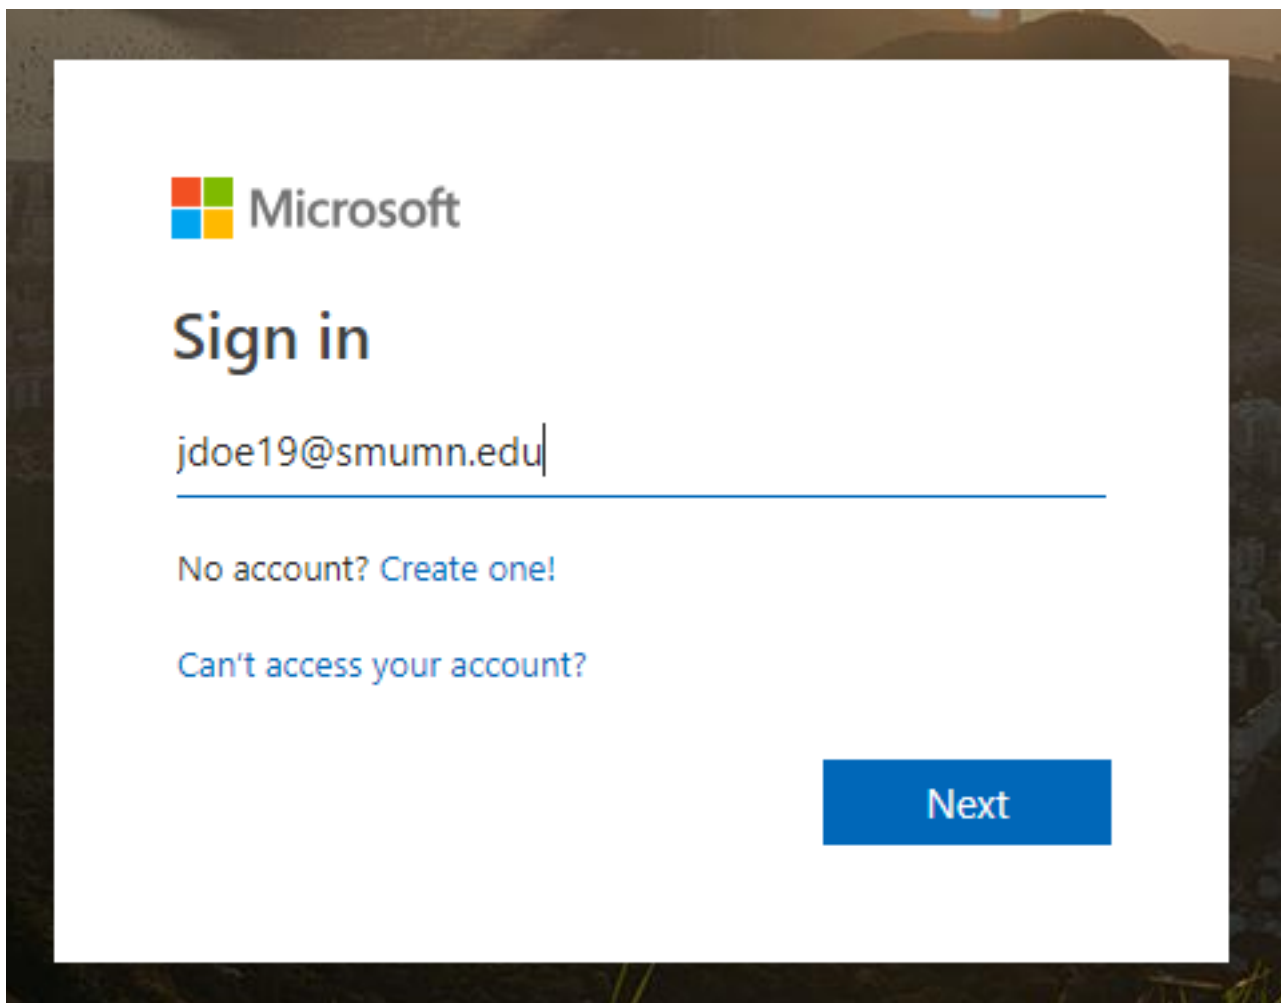 Microsoft
Sign in
jdoe19@smumn.edu
No account? Create one!
Can't access your account?
Next